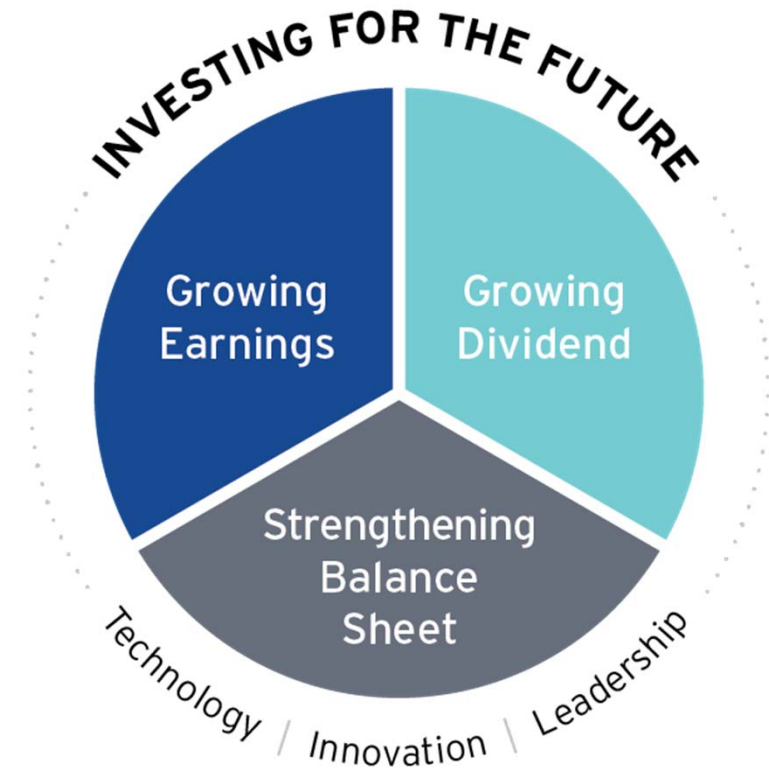 INVESTING FOR THE FUTURE
Growing
Earnings
Growing
Dividend
Strengthening
Balance
Sheet
Technology | Innovation | Leadership